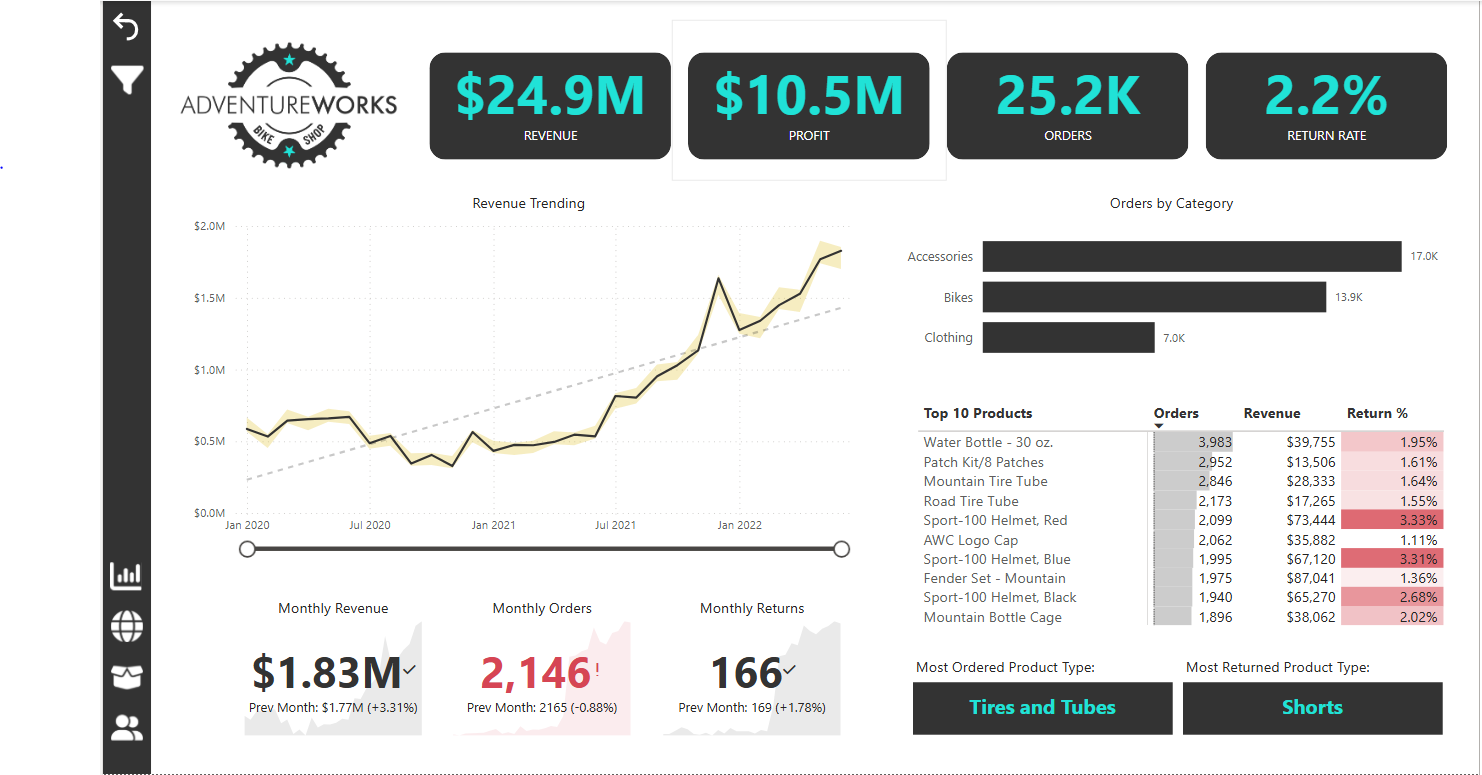 ADVENTUREWORKS
BIKE SHOP
$24.9M
REVENUE
$10.5M
PROFIT
25.2K
ORDERS
2.2%
RETURN RATE
Revenue Trending
$2.0M
$1.5M
$1.0M
$0.5M
$0.0M
Jan 2020 Jul 2020 Jan 2021 Jul 2021 Jan 2022
Orders by Category
Accessories 17.0K
Bikes 13.9K
Clothing 7.0K
Top 10 Products Orders Revenue Return %
Water Bottle - 30 oz. 3,983 $39,755 1.95%
Patch Kit/8 Patches 2,952 $13,506 1.61%
Mountain Tire Tube 2,846 $28,333 1.64%
Road Tire Tube 2,173 $17,265 1.55%
Sport-100 Helmet, Red 2,099 $73,444 3.33%
AWC Logo Cap 2,062 $35,882 1.11%
Sport-100 Helmet, Blue 1,995 $67,120 3.31%
Fender Set - Mountain 1,975 $87,041 1.36%
Sport-100 Helmet, Black 1,940 $65,270 2.68%
Mountain Bottle Cage 1,896 $38,062 2.02%
Monthly Revenue
$1.83M
Prev Month: $1.77M (+3.31%)
Monthly Orders
2,146!
Prev Month: 2165 (-0.88%)
Monthly Returns
166
Prev Month: 169 (+1.78%)
Most Ordered Product Type:
Tires and Tubes
Most Returned Product Type:
Shorts